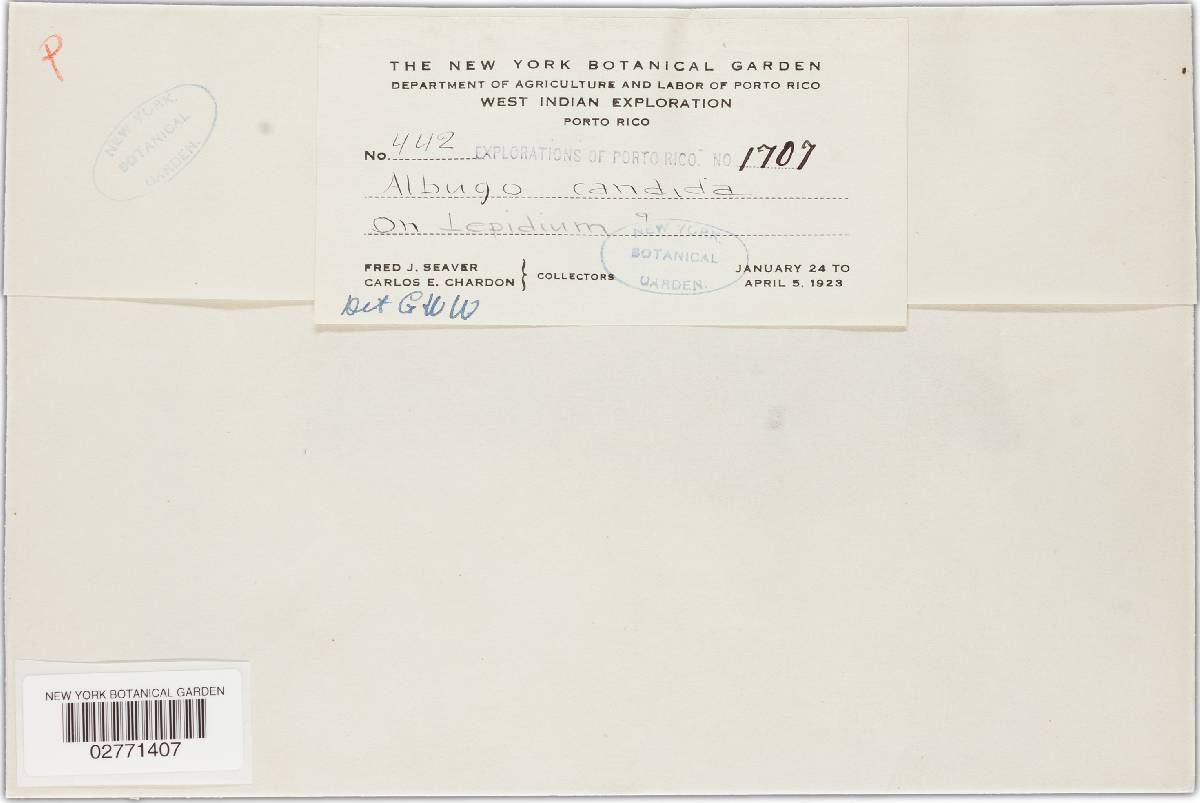 P
NEW YORK
BOTANICAL
GARDEN.
THE NEW YORK BOTANICAL GARDEN
DEPARTMENT OF AGRICULTURE AND LABOR OF PORTO RICO
WEST INDIAN EXPLORATION
PORTO RICO
No. 442 EXPLORATIONS OF PORTO RICO. NO 1707
Albugo candida
On Lepidium ?
NEW YORK
BOTANICAL
GARDEN.
FRED J. SEAVER
CARLOS E. CHARDON } COLLECTORS
JANUARY 24 TO
APRIL 5, 1923
Det GWW
NEW YORK BOTANICAL GARDEN
02771407